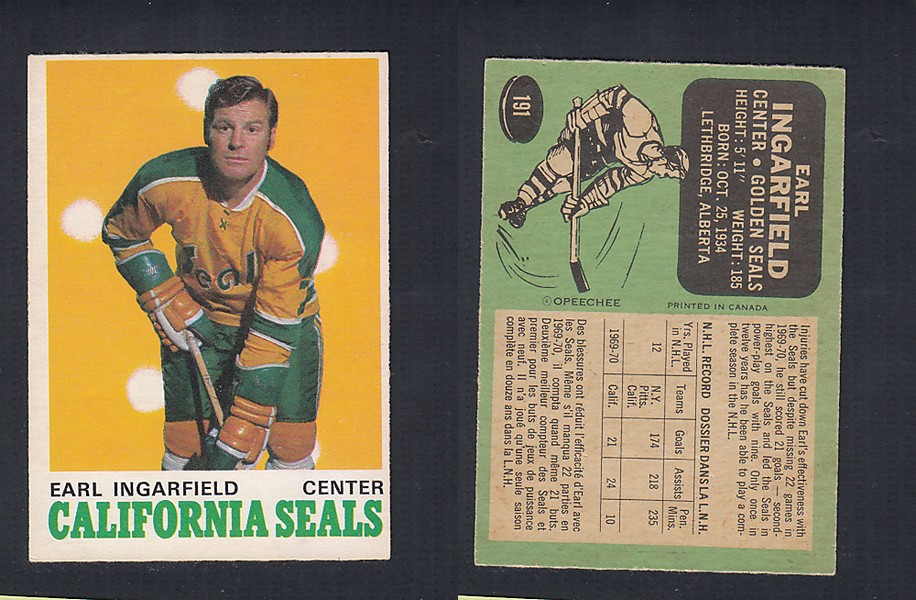 Seal
EARL INGARFIELD CENTER
CALIFORNIA SEALS
191
EARL
INGARFIELD
CENTER • GOLDEN SEALS
HEIGHT: 5'11" WEIGHT: 185
BORN: OCT. 25, 1934
LETHBRIDGE, ALBERTA
© OPEECHEE
PRINTED IN CANADA
Injuries have cut down Earl's effectiveness with
the Seals but despite missing 22 games in
1969-70, he still scored 21 goals — second-
highest on the Seals and led the Seals in
power-play goals with nine. Only once in
twelve years has he been able to play a com-
plete season in the N.H.L.
N.H.L. RECORD DOSSIER DANS LA L.N.H.
Yrs. Played Teams Goals Assists Pen.
in N.H.L. Mins.
12 N.Y. 174 218 235
Pitts.
Calif.
1969-70 Calif. 21 24 10
Des blessures ont réduit l'efficacité d'Earl avec
les Seals. Même s'il manqua 22 parties en
1969-70, il compta quand même 21 buts.
Deuxième meilleur compteur des Seals et
premier pour les buts de jeux de puissance
avec neuf. Il n'a joué qu'une seule saison
complète en douze ans dans la L.N.H.